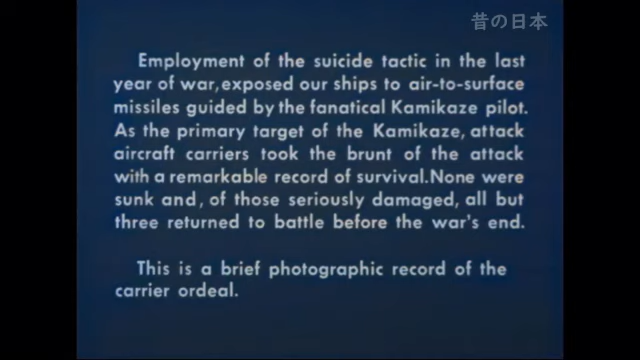 昔の日本
Employment of the suicide tactic in the last
year of war,exposed our ships to air-to-surface
missiles guided by the fanatical Kamikaze pilot.
As the primary target of the Kamikaze, attack
aircraft carriers took the brunt of the attack
with a remarkable record of survival.None were
sunk and, of those seriously damaged, all but
three returned to battle before the war's end.
This is a brief photographic record of the
carrier ordeal.